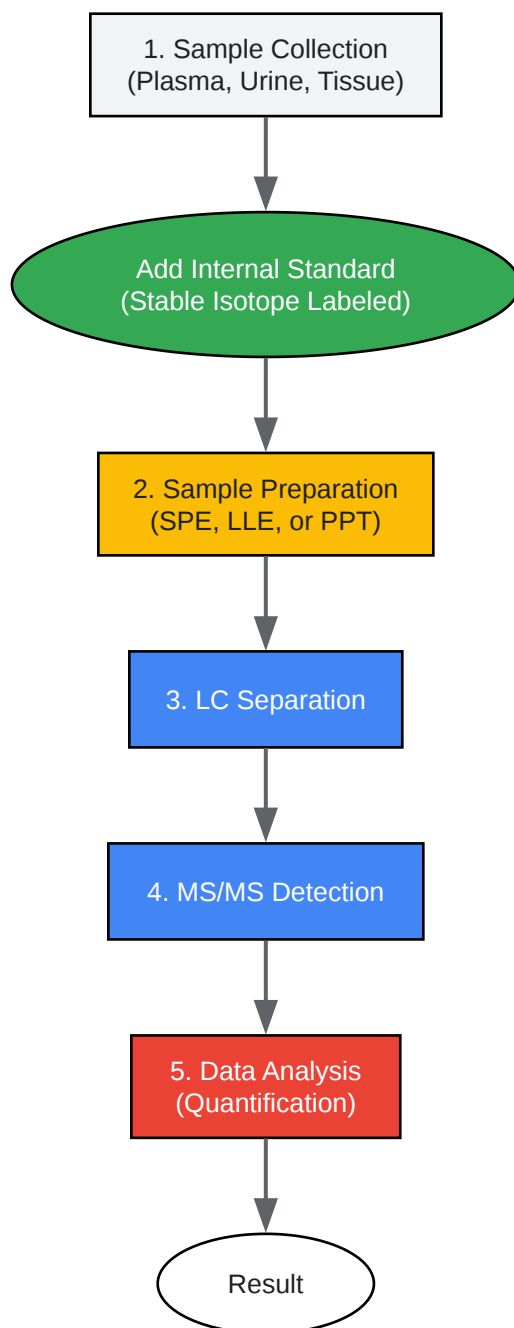 1. Sample Collection
(Plasma, Urine, Tissue)
Add Internal Standard
(Stable Isotope Labeled)
2. Sample Preparation
(SPE, LLE, or PPT)
3. LC Separation
4. MS/MS Detection
5. Data Analysis
(Quantification)
Result